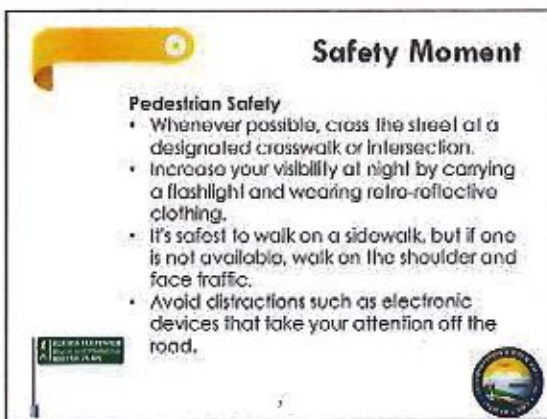 Safety Moment
Pedestrian Safety
• Whenever possible, cross the street at a
designated crosswalk or intersection.
• Increase your visibility at night by carrying
a flashlight and wearing retro-reflective
clothing.
• It's safest to walk on a sidewalk, but if one
is not available, walk on the shoulder and
face traffic.
• Avoid distractions such as electronic
devices that take your attention off the
road.